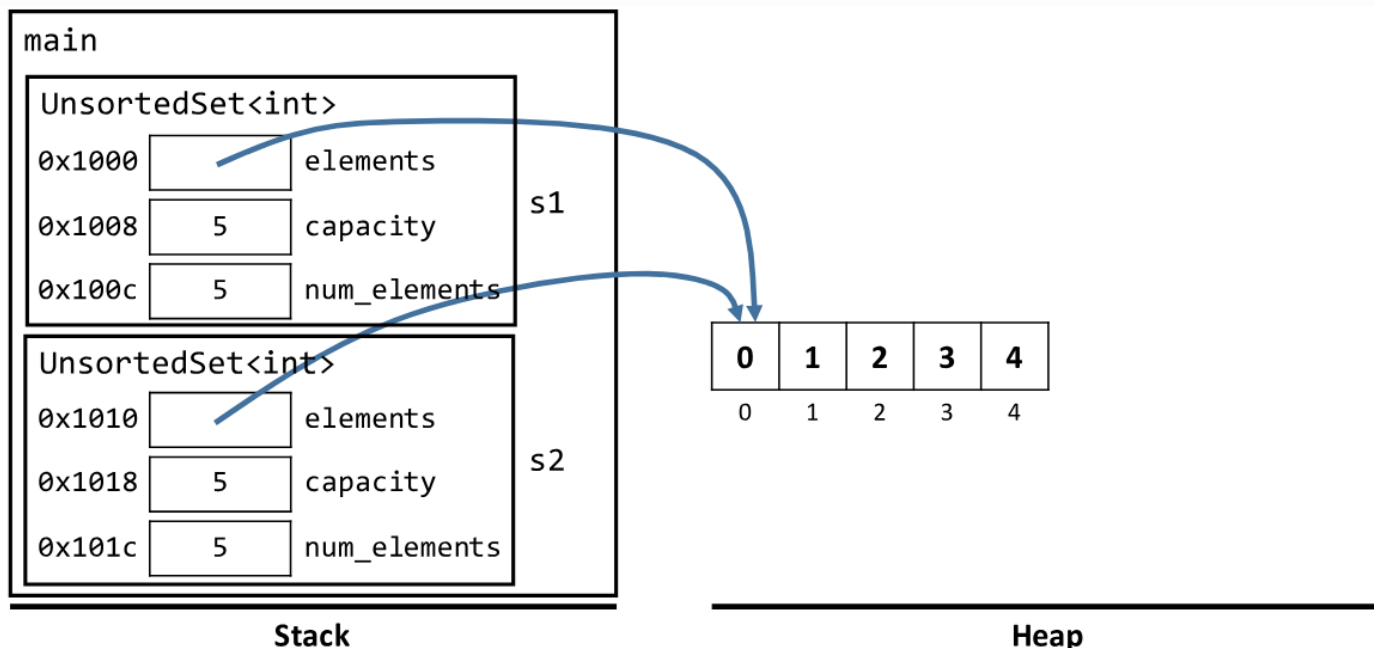 main
UnsortedSet<int>
0x1000 elements
0x1008 5 capacity
0x100c 5 num_elements
s1
UnsortedSet<int>
0x1010 elements
0x1018 5 capacity
0x101c 5 num_elements
s2
0 1 2 3 4
0 1 2 3 4
Stack
Heap